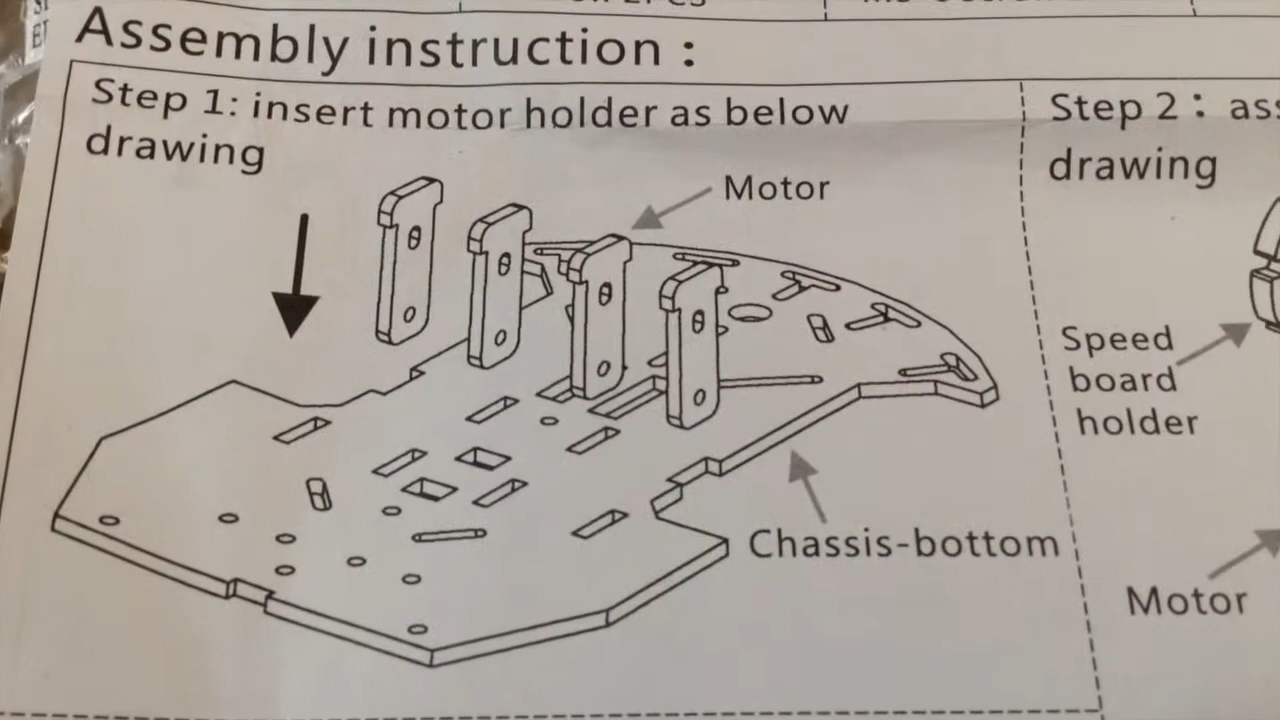 Assembly instruction :
Step 1: insert motor holder as below
drawing
Motor
Chassis-bottom
Step 2 :
drawing
Speed
board
holder
Motor